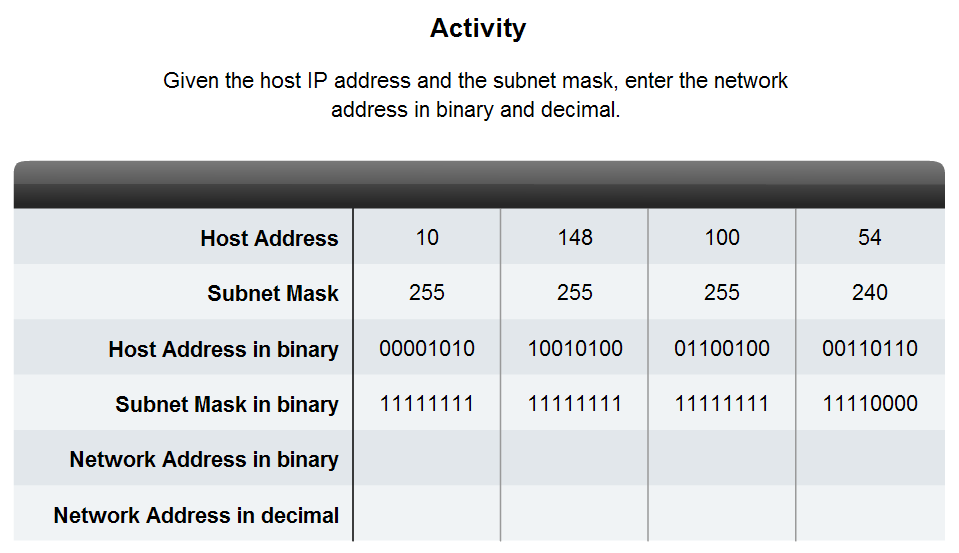 Activity
Given the host IP address and the subnet mask, enter the network
address in binary and decimal.
Host Address 10 148 100 54
Subnet Mask 255 255 255 240
Host Address in binary 00001010 10010100 01100100 00110110
Subnet Mask in binary 11111111 11111111 11111111 11110000
Network Address in binary
Network Address in decimal